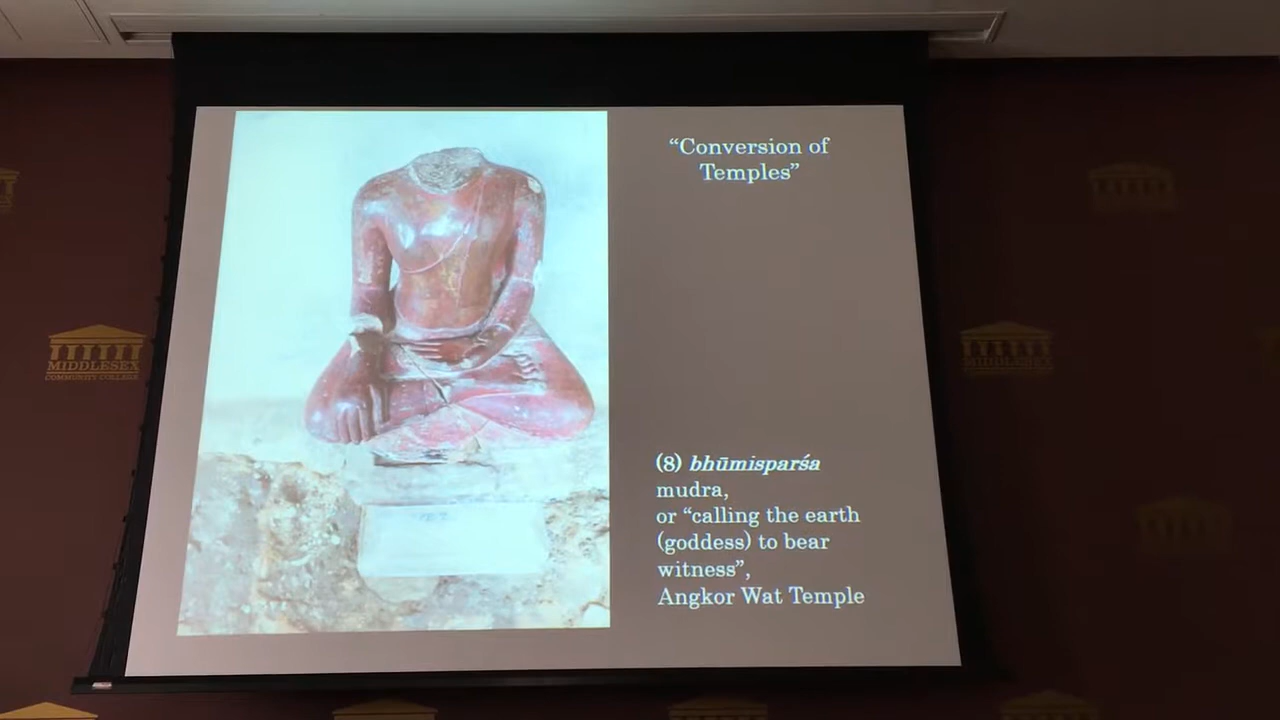 “Conversion of
Temples”
(8) bhūmisparśa
mudra,
or “calling the earth
(goddess) to bear
witness”,
Angkor Wat Temple
MIDDLESEX
COMMUNITY COLLEGE